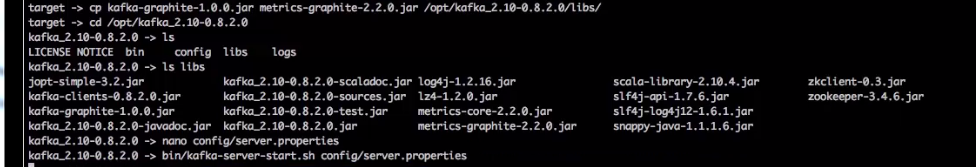 target -> cp kafka-graphite-1.0.0.jar metrics-graphite-2.2.0.jar /opt/kafka_2.10-0.8.2.0/libs/
target -> cd /opt/kafka_2.10-0.8.2.0
kafka_2.10-0.8.2.0 -> ls
LICENSE NOTICE bin config libs logs
kafka_2.10-0.8.2.0 -> ls libs
jopt-simple-3.2.jar kafka_2.10-0.8.2.0-scaladoc.jar log4j-1.2.16.jar scala-library-2.10.4.jar zkclient-0.3.jar
kafka-clients-0.8.2.0.jar kafka_2.10-0.8.2.0-sources.jar lz4-1.2.0.jar slf4j-api-1.7.6.jar zookeeper-3.4.6.jar
kafka-graphite-1.0.0.jar kafka_2.10-0.8.2.0-test.jar metrics-core-2.2.0.jar slf4j-log4j12-1.6.1.jar
kafka_2.10-0.8.2.0-javadoc.jar kafka_2.10-0.8.2.0.jar metrics-graphite-2.2.0.jar snappy-java-1.1.1.6.jar
kafka_2.10-0.8.2.0 -> nano config/server.properties
kafka_2.10-0.8.2.0 -> bin/kafka-server-start.sh config/server.properties